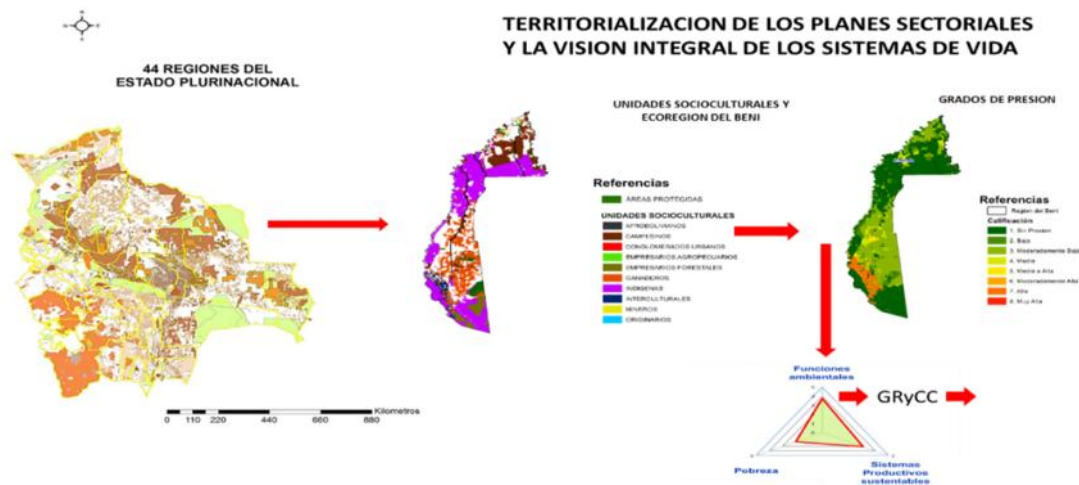 TERRITORIALIZACION DE LOS PLANES SECTORIALES
Y LA VISION INTEGRAL DE LOS SISTEMAS DE VIDA
44 REGIONES DEL
ESTADO PLURINACIONAL
UNIDADES SOCIOCULTURALES Y
ECOREGION DEL BENI
GRADOS DE PRESION
Referencias
AREAS PROTEGIDAS
UNIDADES SOCIOCULTURALES
AFROBOLIVIANOS
CAMPESINOS
CONGLOMERADOS URBANOS
EMPRESARIOS AGROPECUARIOS
EMPRESARIOS FORESTALES
GANADEROS
INDIGENAS
INTERCULTURALES
MINEROS
ORIGINARIOS
Referencias
Region del Beni
Calificación
1. Sin Presion
2. Baja
3. Moderadamente Baja
4. Media
5. Media a Alta
6. Moderadamente Alta
7. Alta
8. Muy Alta
Kilometros
0 110 220 440 660 880
Funciones
ambientales
GRyCC
Pobreza
Sistemas
Productivos
sustentables